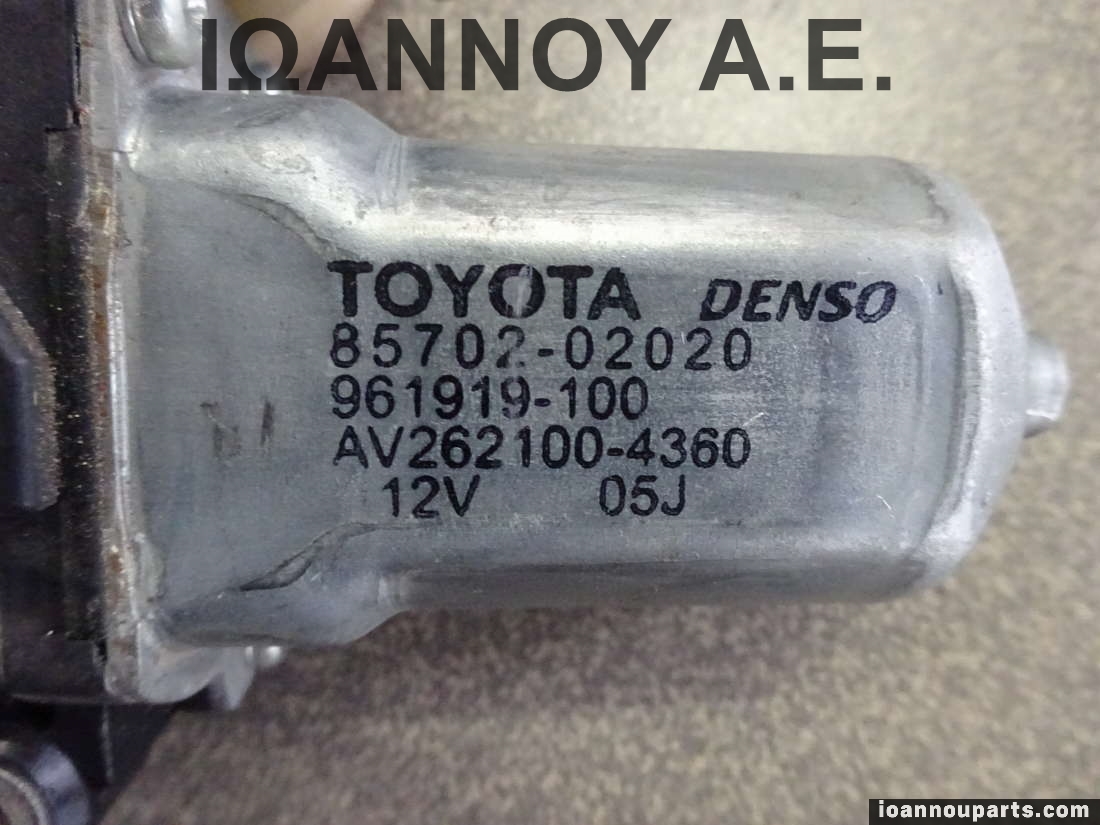 ΙΩΑΝΝΟΥ Α.Ε.
TOYOTA DENSO
85702-02020
961919-100
AV262100-4360
12V 05J
ioannouparts.com